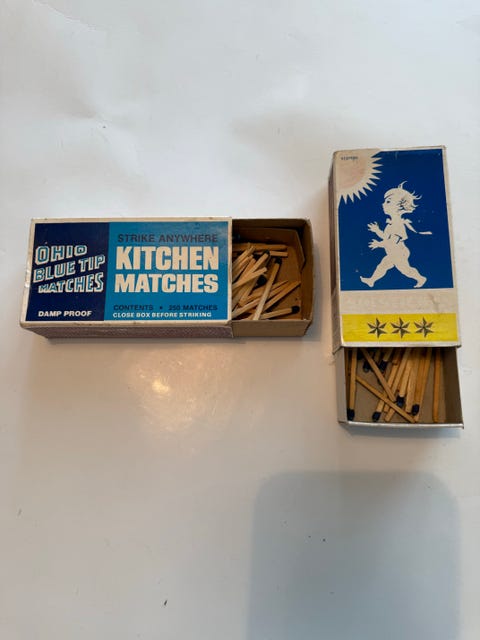 OHIO
BLUE TIP
MATCHES
DAMP PROOF
STRIKE ANYWHERE
KITCHEN
MATCHES
CONTENTS • 250 MATCHES
CLOSE BOX BEFORE STRIKING